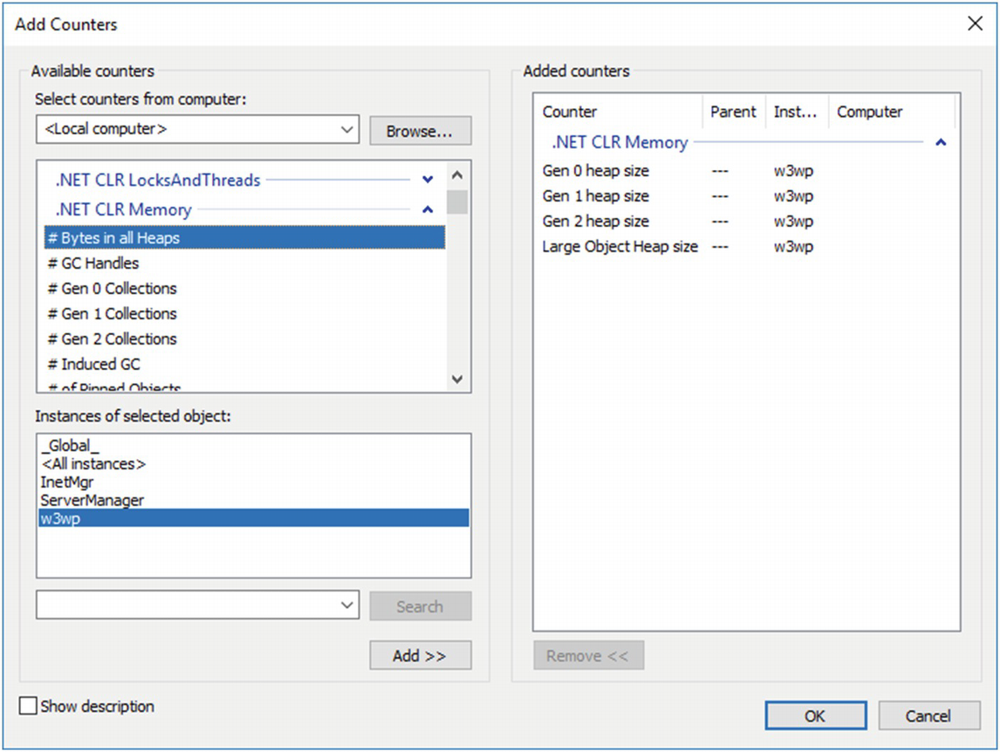 Add Counters
Available counters
Select counters from computer:
<Local computer>
Browse...
.NET CLR LocksAndThreads
.NET CLR Memory
# Bytes in all Heaps
# GC Handles
# Gen 0 Collections
# Gen 1 Collections
# Gen 2 Collections
# Induced GC
# of Pinned Objects
Instances of selected object:
_Global_
<All instances>
InetMgr
ServerManager
w3wp
Search
Add >>
Show description
Added counters
Counter Parent Inst... Computer
.NET CLR Memory
Gen 0 heap size --- w3wp
Gen 1 heap size --- w3wp
Gen 2 heap size --- w3wp
Large Object Heap size --- w3wp
Remove <<
OK Cancel